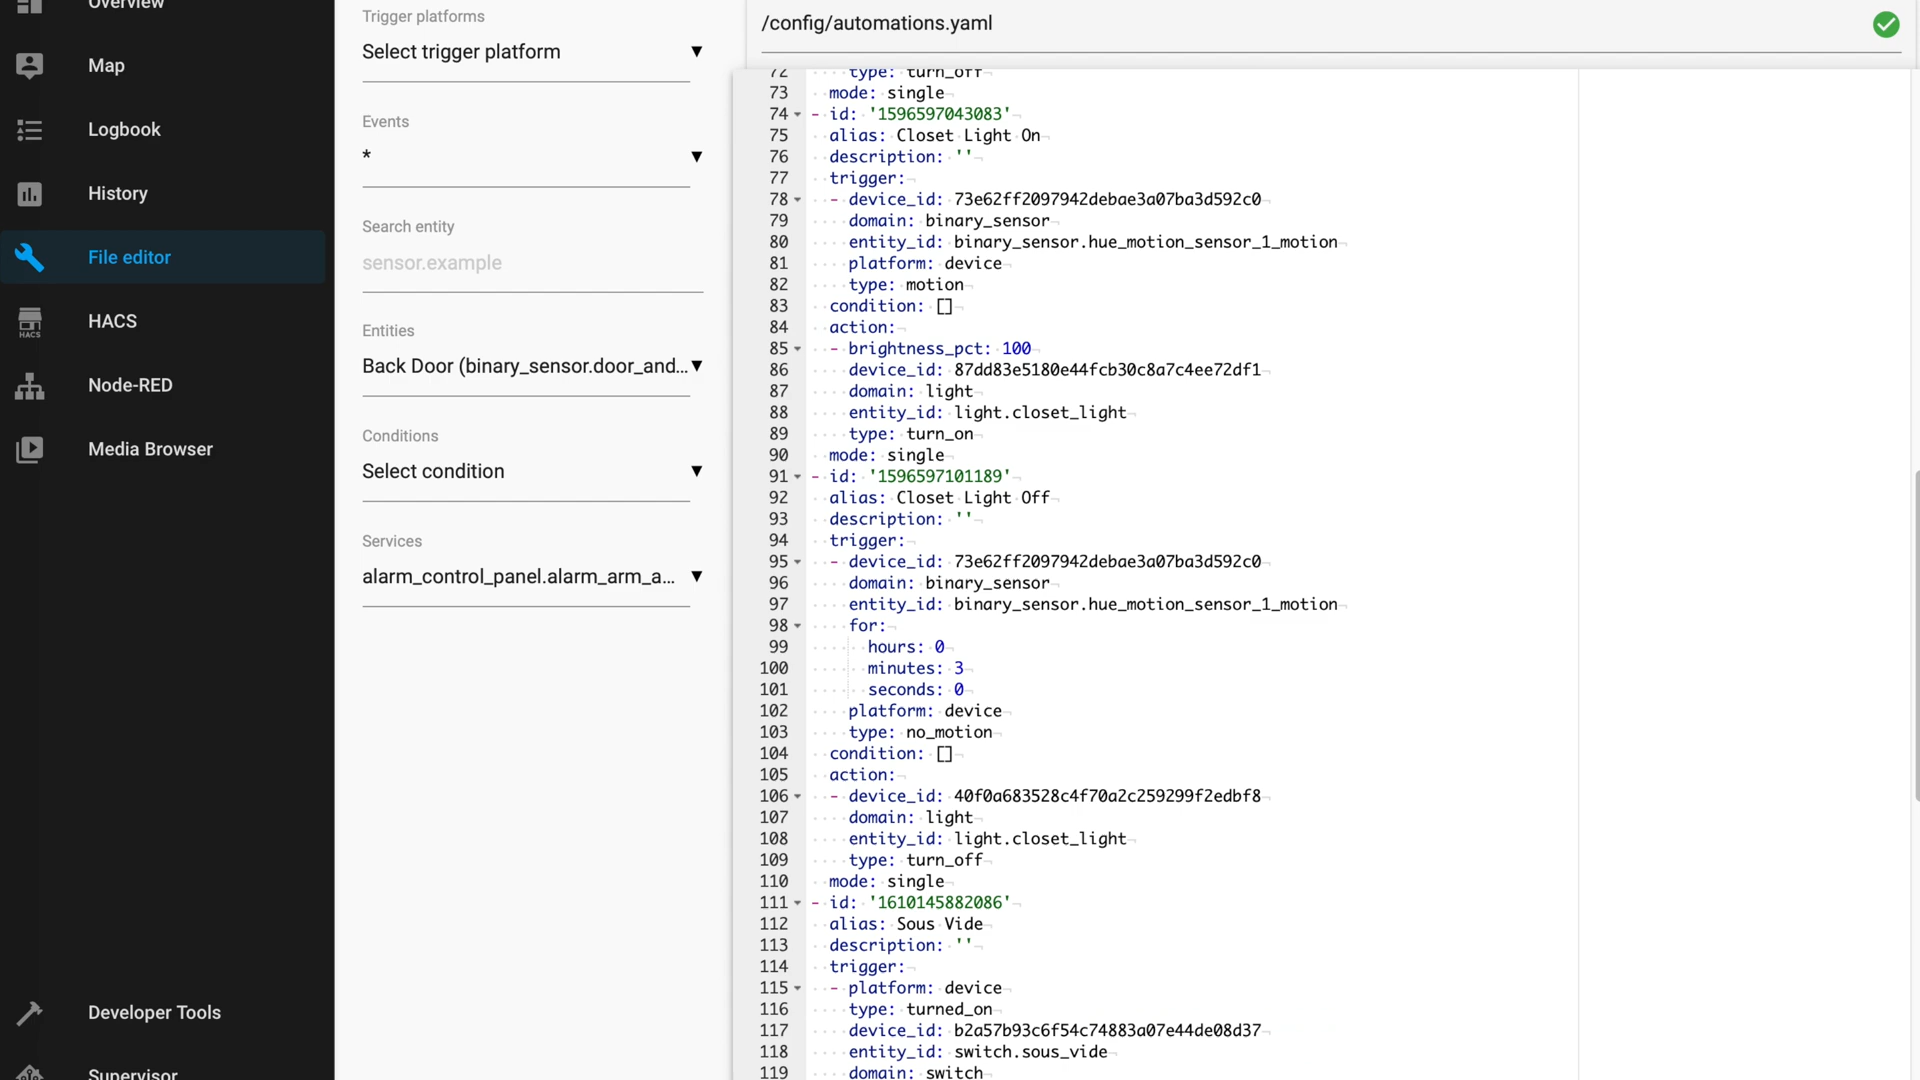 Overview
Map
Logbook
History
File editor
HACS
HACS
Node-RED
Media Browser
Developer Tools
Supervisor
Trigger platforms
Select trigger platform
Events
*
Search entity
sensor.example
Entities
Back Door (binary_sensor.door_and...
Conditions
Select condition
Services
alarm_control_panel.alarm_arm_a...
/config/automations.yaml
72 type: turn_off
73 mode: single
74 - id: '1596597043083'
75 alias: Closet Light On
76 description: ''
77 trigger:
78 - device_id: 73e62ff2097942debae3a07ba3d592c0
79 domain: binary_sensor
80 entity_id: binary_sensor.hue_motion_sensor_1_motion
81 platform: device
82 type: motion
83 condition: []
84 action:
85 - brightness_pct: 100
86 device_id: 87dd83e5180e44fcb30c8a7c4ee72df1
87 domain: light
88 entity_id: light.closet_light
89 type: turn_on
90 mode: single
91 - id: '1596597101189'
92 alias: Closet Light Off
93 description: ''
94 trigger:
95 - device_id: 73e62ff2097942debae3a07ba3d592c0
96 domain: binary_sensor
97 entity_id: binary_sensor.hue_motion_sensor_1_motion
98 for:
99 hours: 0
100 minutes: 3
101 seconds: 0
102 platform: device
103 type: no_motion
104 condition: []
105 action:
106 - device_id: 40f0a683528c4f70a2c259299f2edbf8
107 domain: light
108 entity_id: light.closet_light
109 type: turn_off
110 mode: single
111 - id: '1610145882086'
112 alias: Sous Vide
113 description: ''
114 trigger:
115 - platform: device
116 type: turned_on
117 device_id: b2a57b93c6f54c74883a07e44de08d37
118 entity_id: switch.sous_vide
119 domain: switch